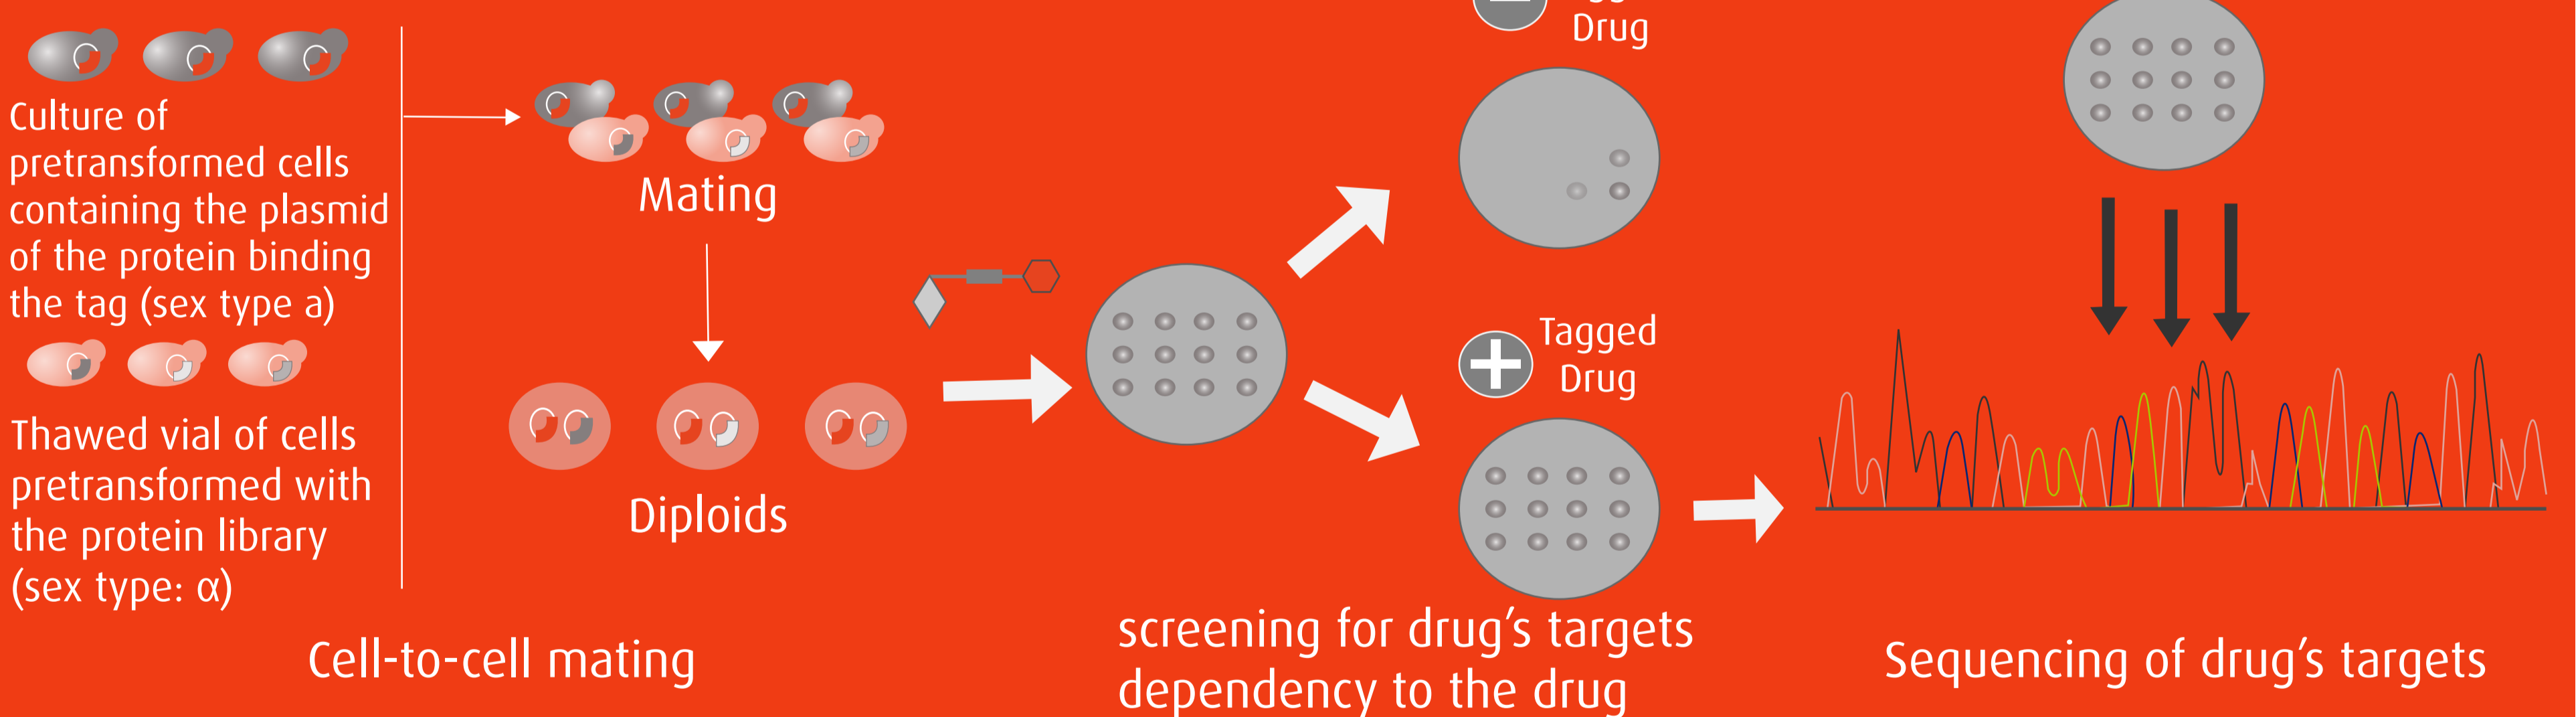 Culture of
pretransformed cells
containing the plasmid
of the protein binding
the tag (sex type a)
Thawed vial of cells
pretransformed with
the protein library
(sex type: α)
Mating
Diploids
Cell-to-cell mating
Drug
Tagged
Drug
screening for drug's targets
dependency to the drug
Sequencing of drug's targets